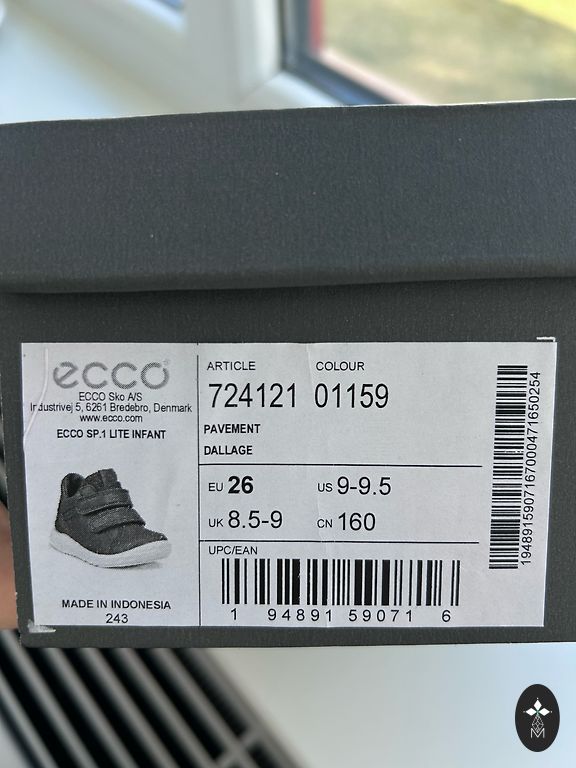 ecco
ECCO Sko A/S
Industrivej 5, 6261 Bredebro, Denmark
www.ecco.com
ECCO SP.1 LITE INFANT
MADE IN INDONESIA
243
ARTICLE COLOUR
724121 01159
PAVEMENT
DALLAGE
EU 26 US 9-9.5
UK 8.5-9 CN 160
UPC/EAN
1 94891 59071 6
194891590716700047165​0254
M